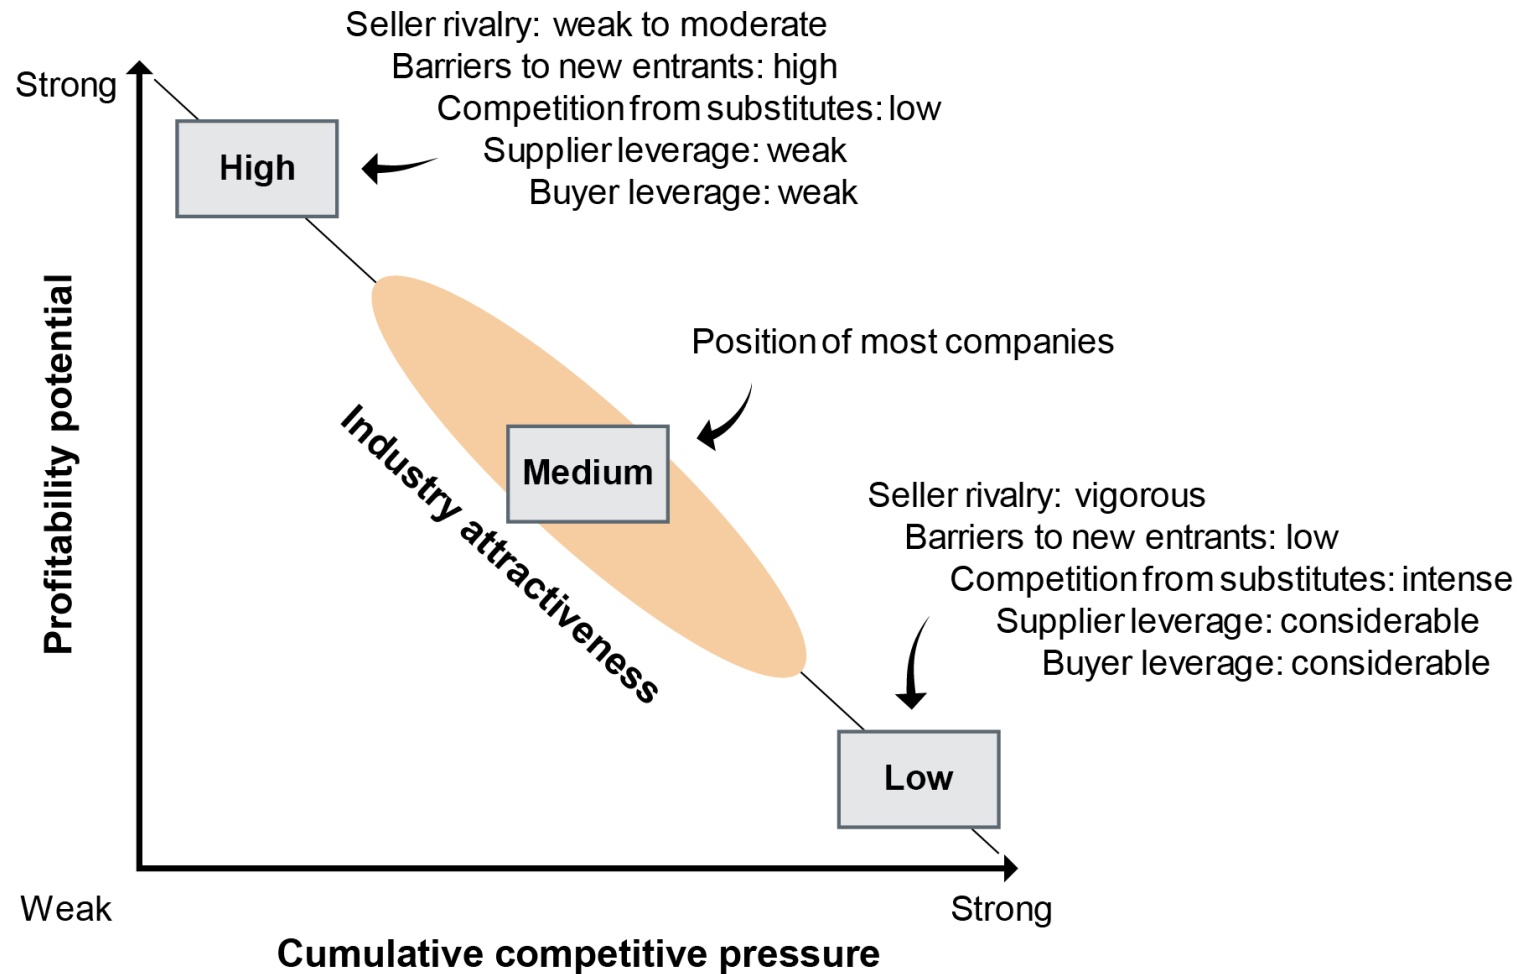 Seller rivalry: weak to moderate
Barriers to new entrants: high
Competition from substitutes: low
Supplier leverage: weak
Buyer leverage: weak
Strong
High
Profitability potential
Position of most companies
Medium
Industry attractiveness
Seller rivalry: vigorous
Barriers to new entrants: low
Competition from substitutes: intense
Supplier leverage: considerable
Buyer leverage: considerable
Low
Weak
Strong
Cumulative competitive pressure